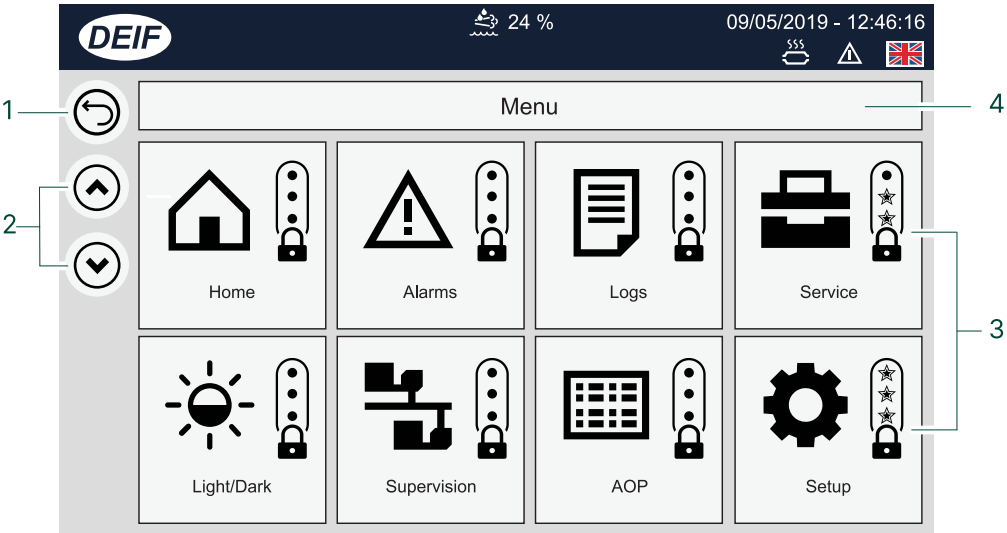 DEIF
24 %
09/05/2019 - 12:46:16
1
Menu
4
2
Home
Alarms
Logs
Service
3
Light/Dark
Supervision
AOP
Setup